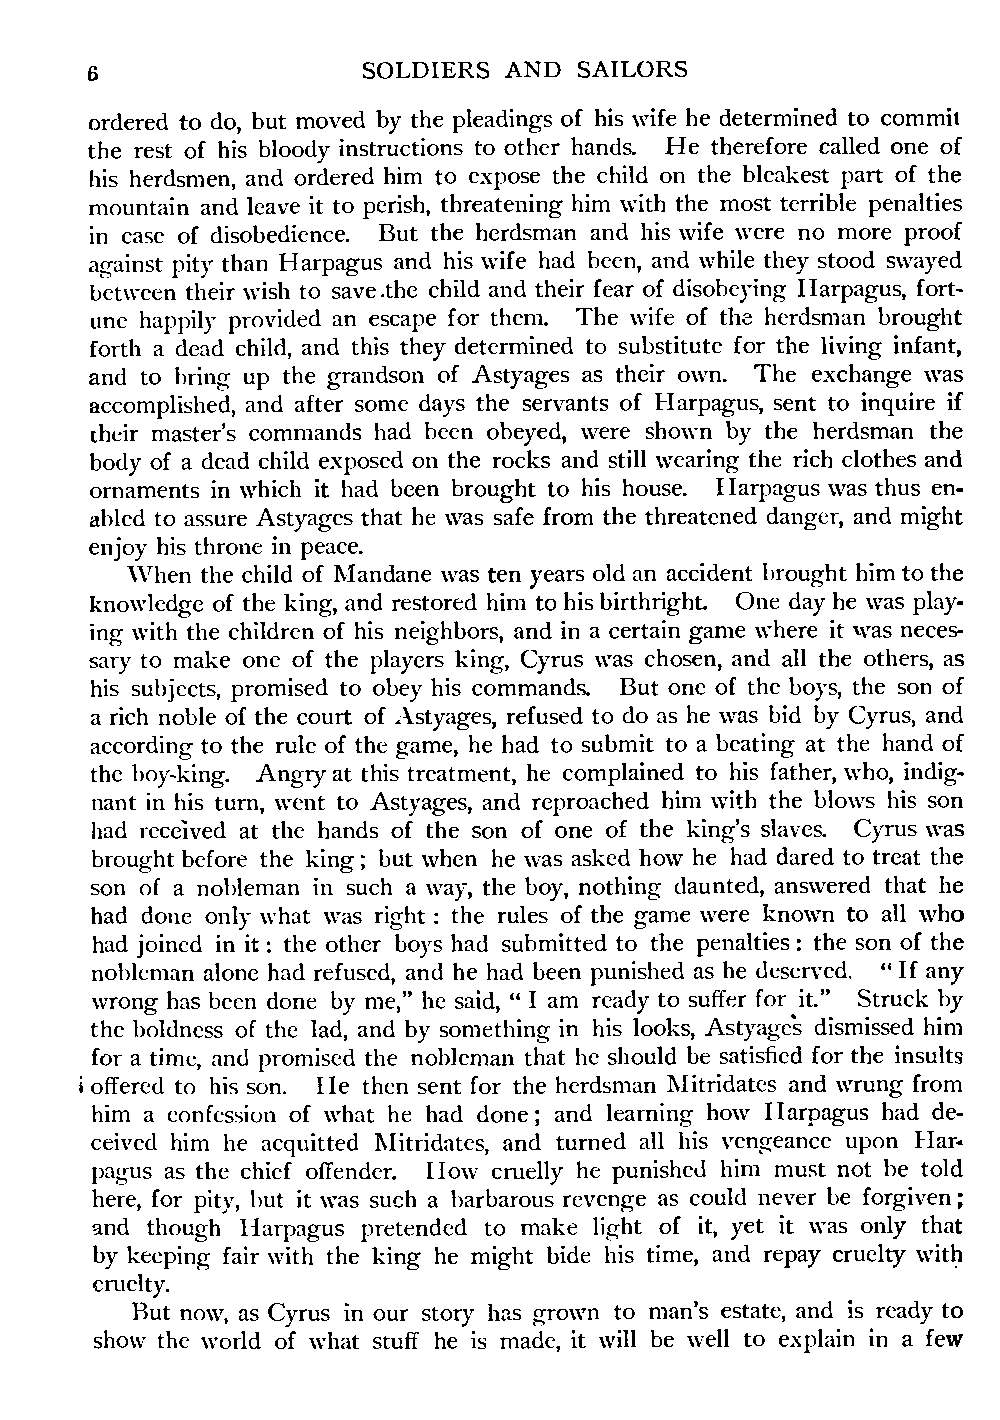 6 SOLDIERS AND SAILORS
ordered to do, but moved by the pleadings of his wife he determined to commit
the rest of his bloody instructions to other hands. He therefore called one of
his herdsmen, and ordered him to expose the child on the bleakest part of the
mountain and leave it to perish, threatening him with the most terrible penalties
in case of disobedience. But the herdsman and his wife were no more proof
against pity than Harpagus and his wife had been, and while they stood swayed
between their wish to save the child and their fear of disobeying Harpagus, fort-
une happily provided an escape for them. The wife of the herdsman brought
forth a dead child, and this they determined to substitute for the living infant,
and to bring up the grandson of Astyages as their own. The exchange was
accomplished, and after some days the servants of Harpagus, sent to inquire if
their master's commands had been obeyed, were shown by the herdsman the
body of a dead child exposed on the rocks and still wearing the rich clothes and
ornaments in which it had been brought to his house. Harpagus was thus en-
abled to assure Astyages that he was safe from the threatened danger, and might
enjoy his throne in peace.
When the child of Mandane was ten years old an accident brought him to the
knowledge of the king, and restored him to his birthright. One day he was play-
ing with the children of his neighbors, and in a certain game where it was neces-
sary to make one of the players king, Cyrus was chosen, and all the others, as
his subjects, promised to obey his commands. But one of the boys, the son of
a rich noble of the court of Astyages, refused to do as he was bid by Cyrus, and
according to the rule of the game, he had to submit to a beating at the hand of
the boy-king. Angry at this treatment, he complained to his father, who, indig-
nant in his turn, went to Astyages, and reproached him with the blows his son
had received at the hands of the son of one of the king's slaves. Cyrus was
brought before the king; but when he was asked how he had dared to treat the
son of a nobleman in such a way, the boy, nothing daunted, answered that he
had done only what was right: the rules of the game were known to all who
had joined in it: the other boys had submitted to the penalties: the son of the
nobleman alone had refused, and he had been punished as he deserved. "If any
wrong has been done by me," he said, "I am ready to suffer for it." Struck by
the boldness of the lad, and by something in his looks, Astyages dismissed him
for a time, and promised the nobleman that he should be satisfied for the insults
offered to his son. He then sent for the herdsman Mitridates and wrung from
him a confession of what he had done; and learning how Harpagus had de-
ceived him he acquitted Mitridates, and turned all his vengeance upon Har-
pagus as the chief offender. How cruelly he punished him must not be told
here, for pity, but it was such a barbarous revenge as could never be forgiven;
and though Harpagus pretended to make light of it, yet it was only that
by keeping fair with the king he might bide his time, and repay cruelty with
cruelty.
But now, as Cyrus in our story has grown to man's estate, and is ready to
show the world of what stuff he is made, it will be well to explain in a few